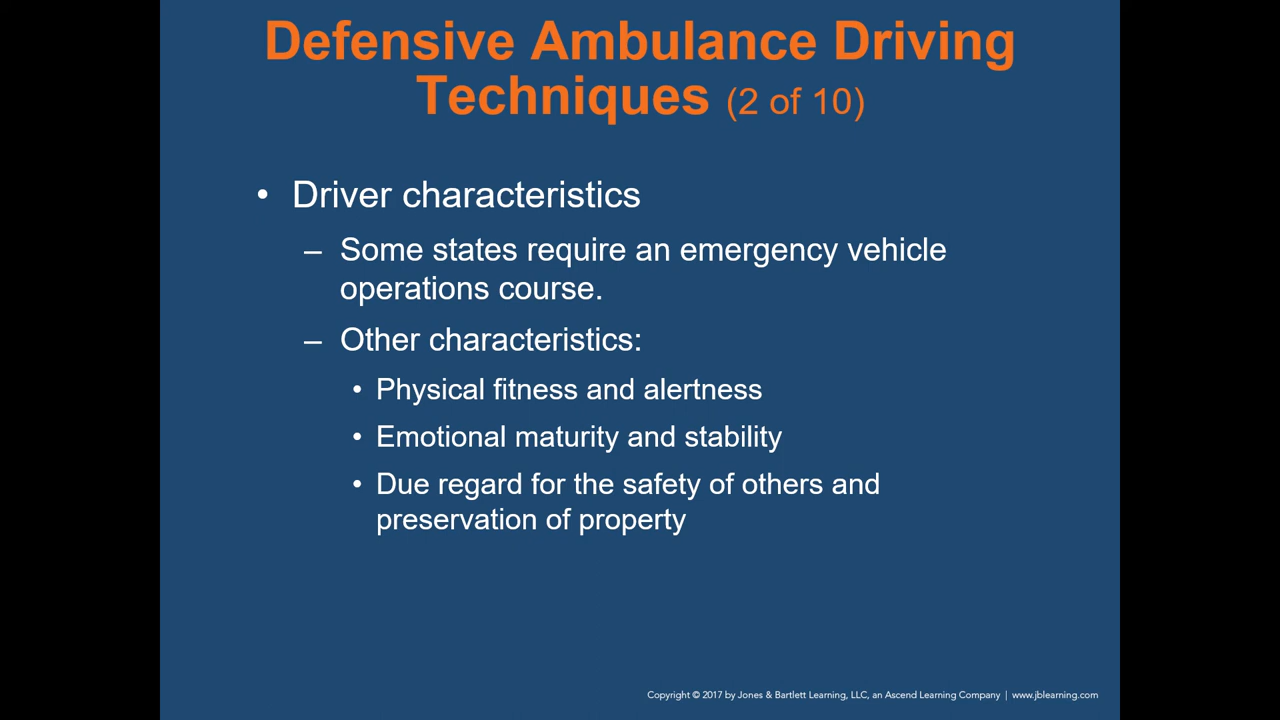 Defensive Ambulance Driving
Techniques (2 of 10)
• Driver characteristics
– Some states require an emergency vehicle
operations course.
– Other characteristics:
• Physical fitness and alertness
• Emotional maturity and stability
• Due regard for the safety of others and
preservation of property
Copyright © 2017 by Jones & Bartlett Learning, LLC, an Ascend Learning Company | www.jblearning.com